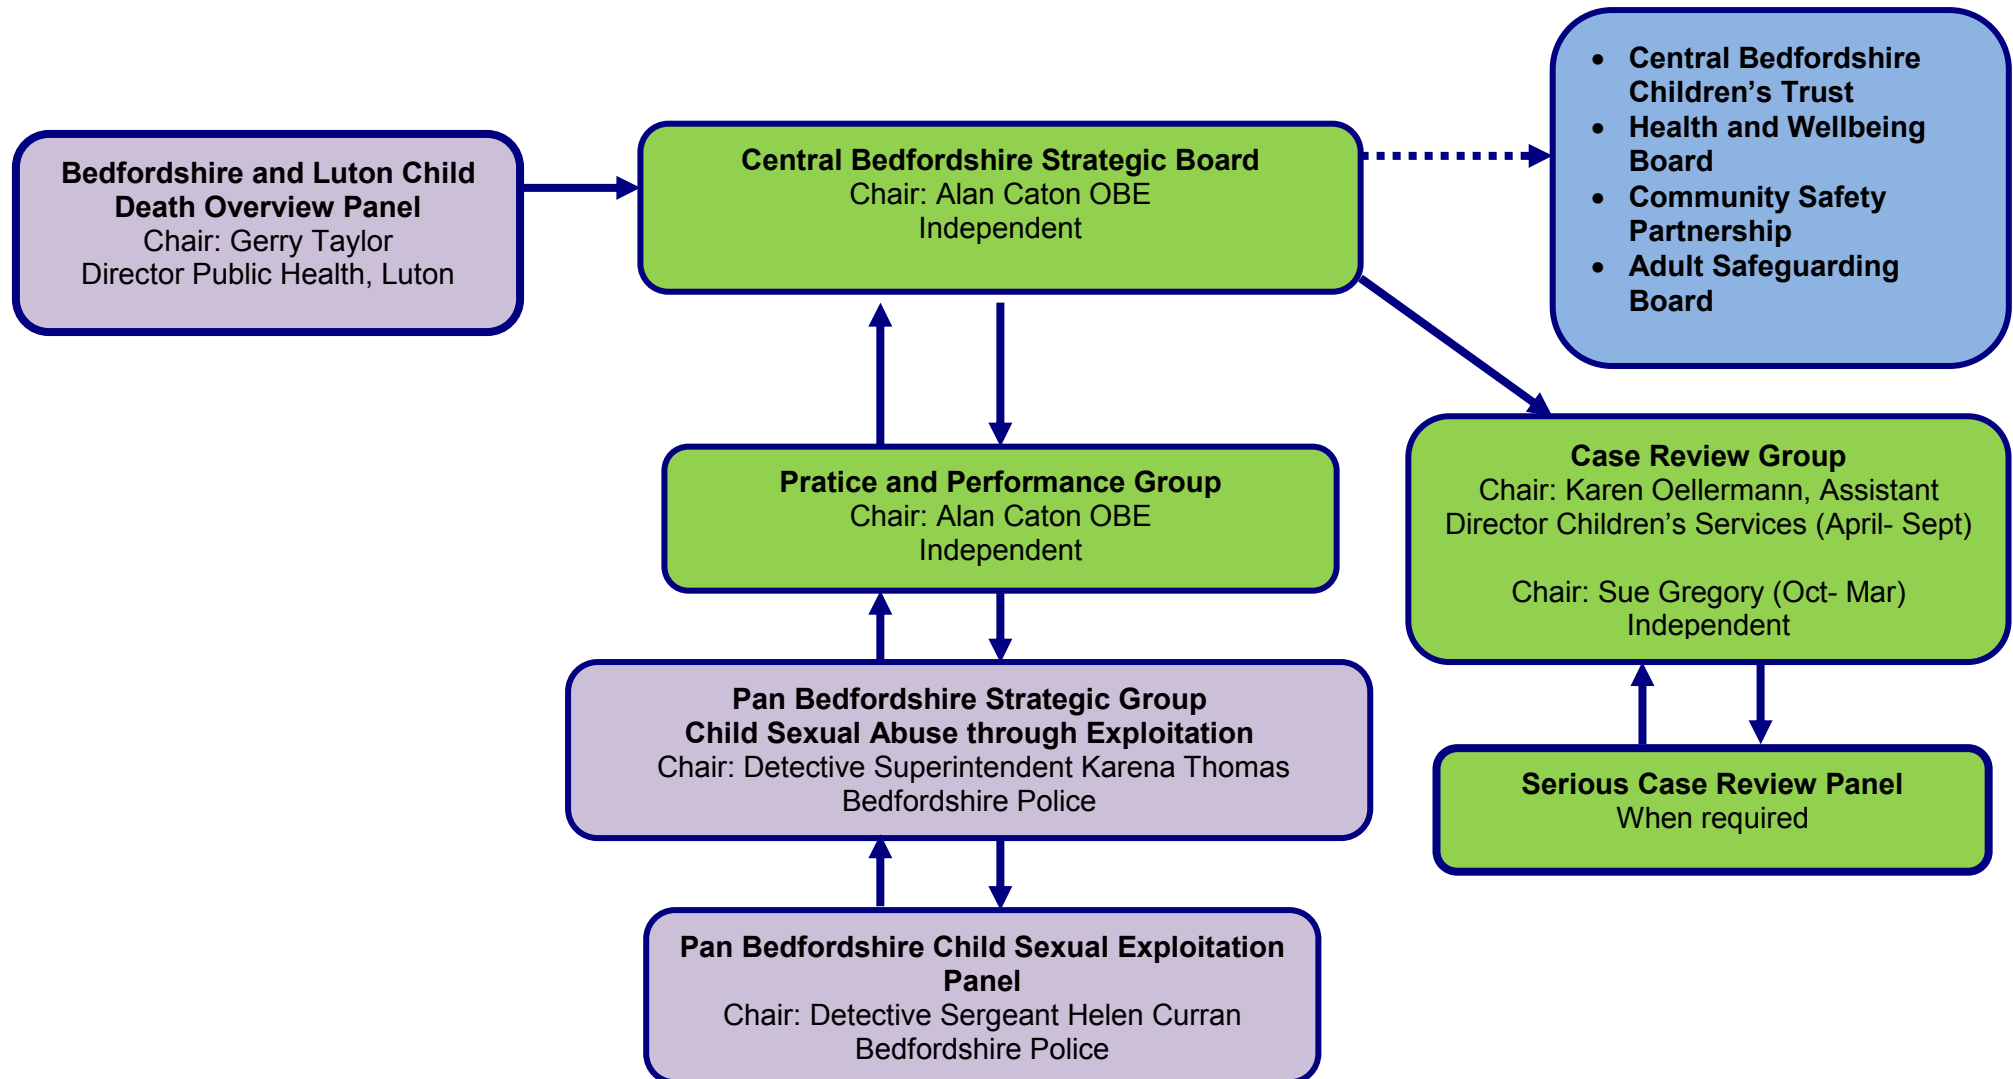 Bedfordshire and Luton Child
Death Overview Panel
Chair: Gerry Taylor
Director Public Health, Luton
Central Bedfordshire Strategic Board
Chair: Alan Caton OBE
Independent
• Central Bedfordshire
Children’s Trust
• Health and Wellbeing
Board
• Community Safety
Partnership
• Adult Safeguarding
Board
Pratice and Performance Group
Chair: Alan Caton OBE
Independent
Case Review Group
Chair: Karen Oellermann, Assistant
Director Children’s Services (April- Sept)
Chair: Sue Gregory (Oct- Mar)
Independent
Pan Bedfordshire Strategic Group
Child Sexual Abuse through Exploitation
Chair: Detective Superintendent Karena Thomas
Bedfordshire Police
Serious Case Review Panel
When required
Pan Bedfordshire Child Sexual Exploitation
Panel
Chair: Detective Sergeant Helen Curran
Bedfordshire Police